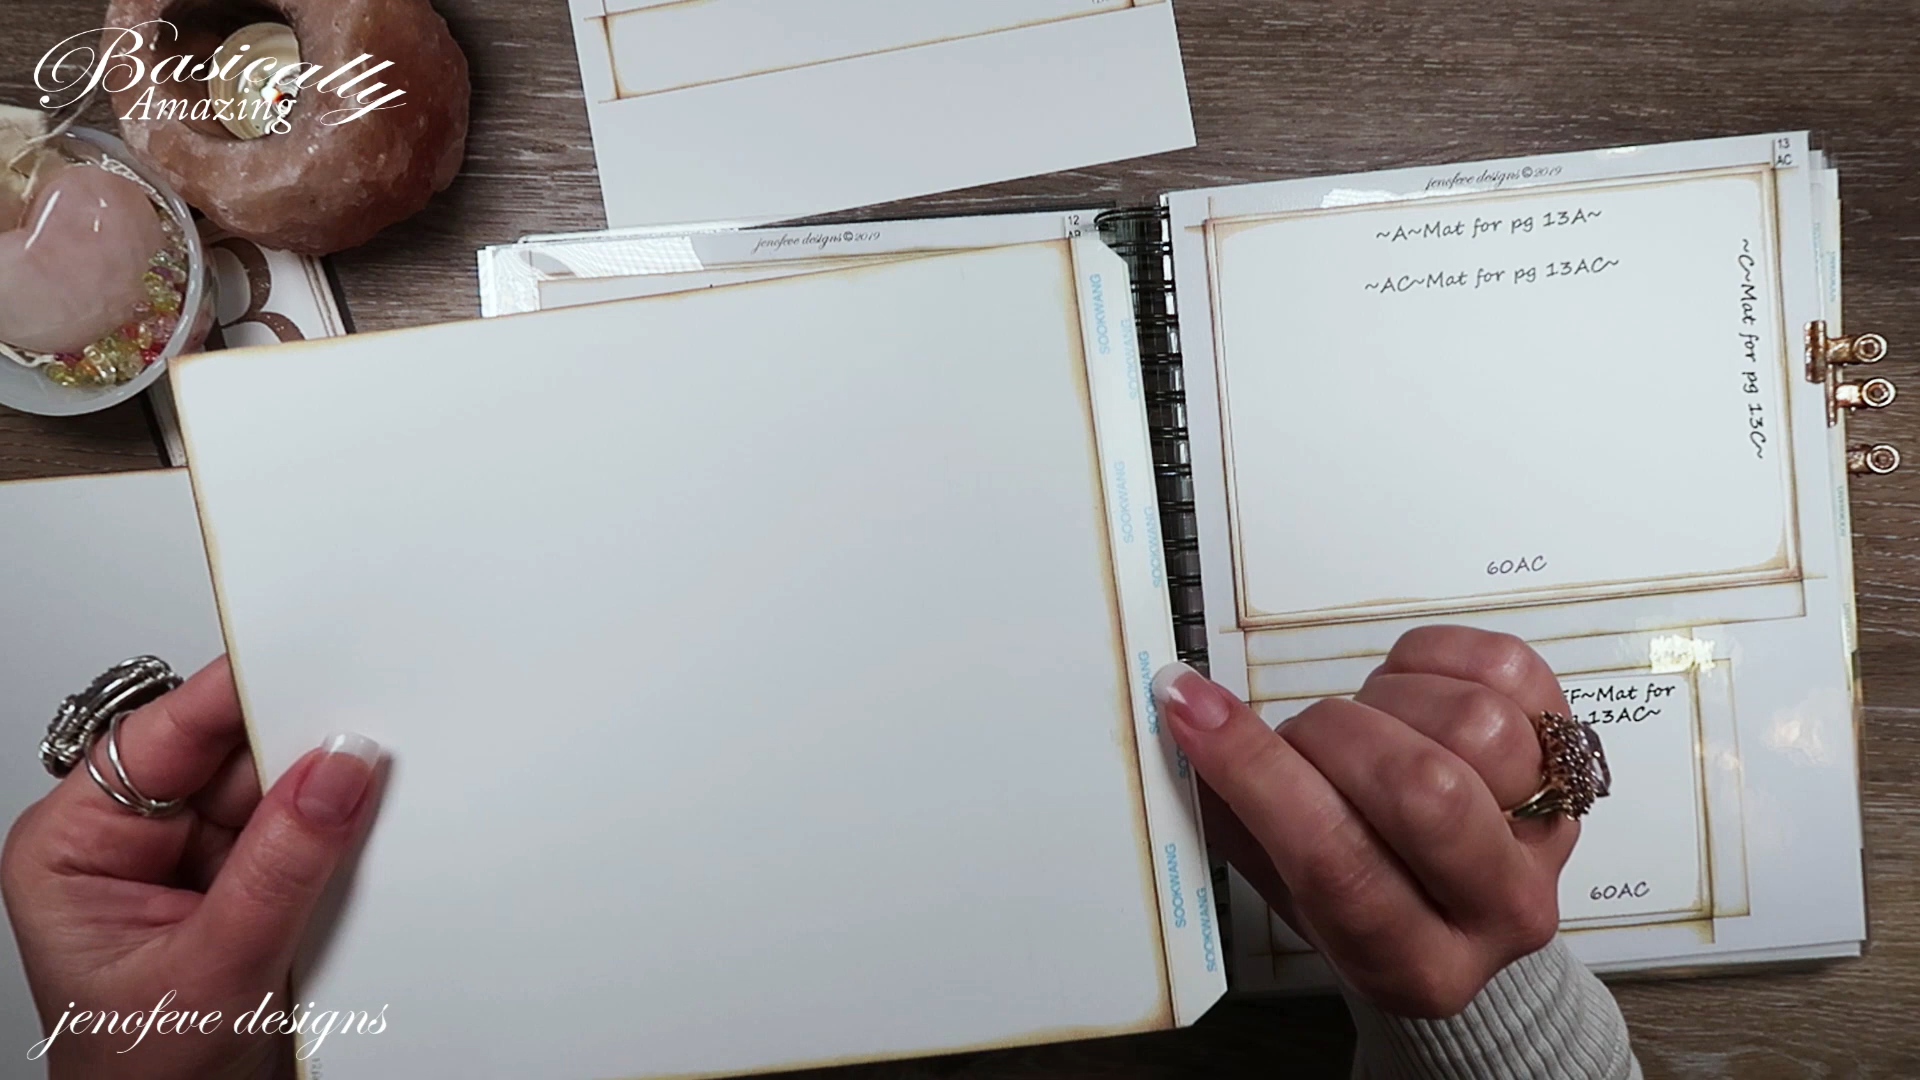 Basically
Amazing
12
jenofeve designs©2019
13
AC
jenofeve designs©2019
~A~Mat for pg 13A~
~AC~Mat for pg 13AC~
~C~Mat for pg 13C~
60AC
SOOKWANG
SOOKWANG
SOOKWANG
SOOKWANG
SOOKWANG
SOOKWANG
SOOKWANG
F~Mat for
13AC~
60AC
jenofeve designs